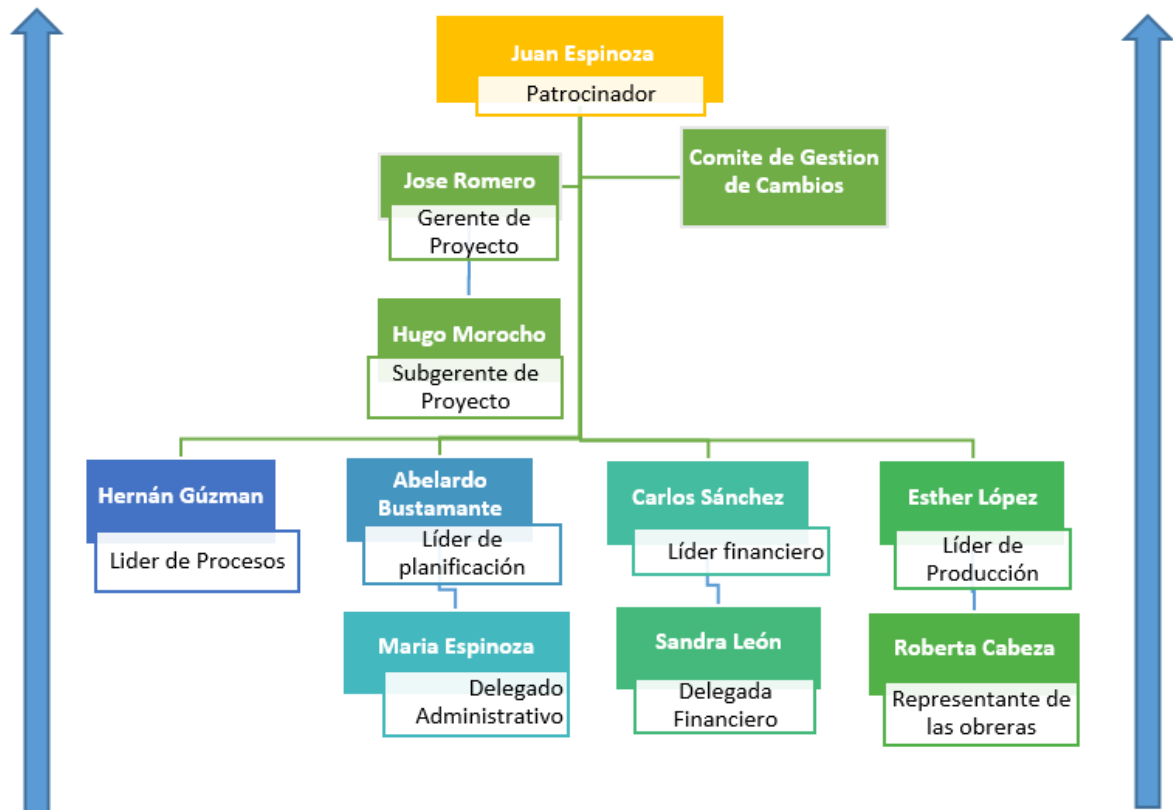 Juan Espinoza
Patrocinador
Jose Romero
Gerente de
Proyecto
Comite de Gestion
de Cambios
Hugo Morocho
Subgerente de
Proyecto
Hernán Gúzman
Lider de Procesos
Abelardo
Bustamante
Líder de
planificación
Carlos Sánchez
Líder financiero
Esther López
Líder de
Producción
Maria Espinoza
Delegado
Administrativo
Sandra León
Delegada
Financiero
Roberta Cabeza
Representante de
las obreras